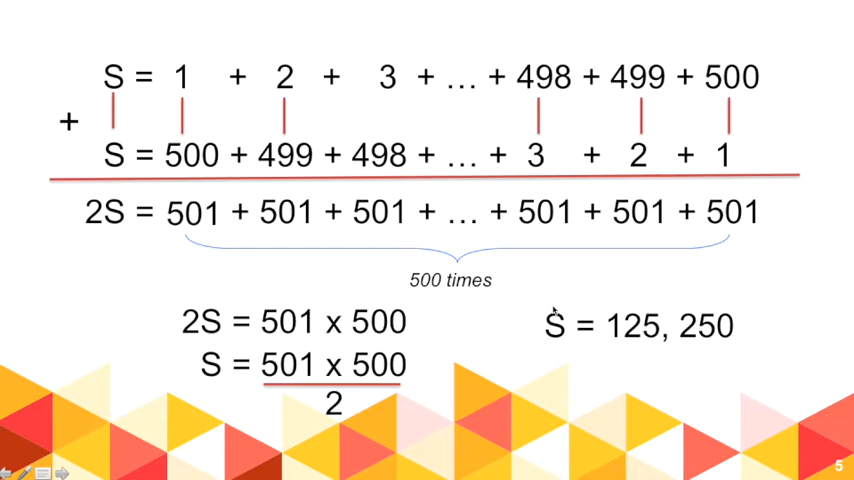 S = 1 + 2 + 3 + ... + 498 + 499 + 500
+
S = 500 + 499 + 498 + ... + 3 + 2 + 1
2S = 501 + 501 + 501 + ... + 501 + 501 + 501
500 times
2S = 501 x 500
S = 501 x 500
2
S = 125, 250
5